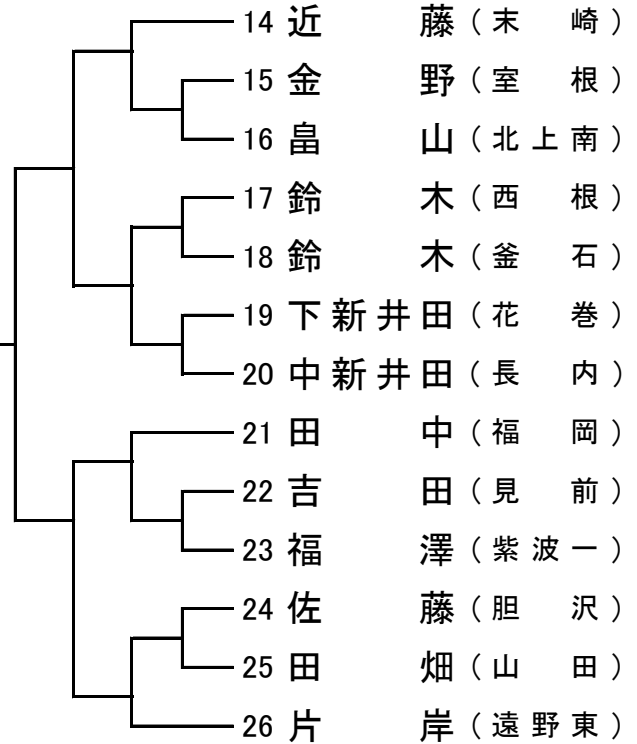 14 近藤（末崎）
15 金野（室根）
16 畠山（北上南）
17 鈴木（西根）
18 鈴木（釜石）
19 下新井田（花巻）
20 中新井田（長内）
21 田中（福岡）
22 吉田（見前）
23 福澤（紫波一）
24 佐藤（胆沢）
25 田畑（山田）
26 片岸（遠野東）